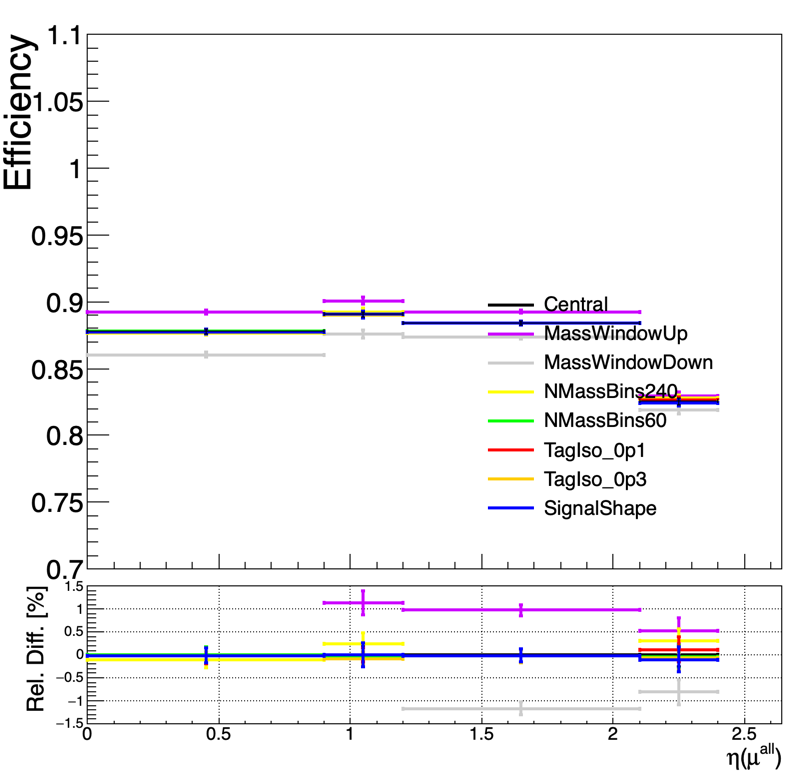 Efficiency
1.1
1.05
1
0.95
0.9
0.85
0.8
0.75
0.7
Central
MassWindowUp
MassWindowDown
NMassBins240
NMassBins60
TagIso_0p1
TagIso_0p3
SignalShape
Rel. Diff. [%]
1.5
1
0.5
0
−0.5
−1
−1.5
0 0.5 1 1.5 2 2.5
η(μ^all)